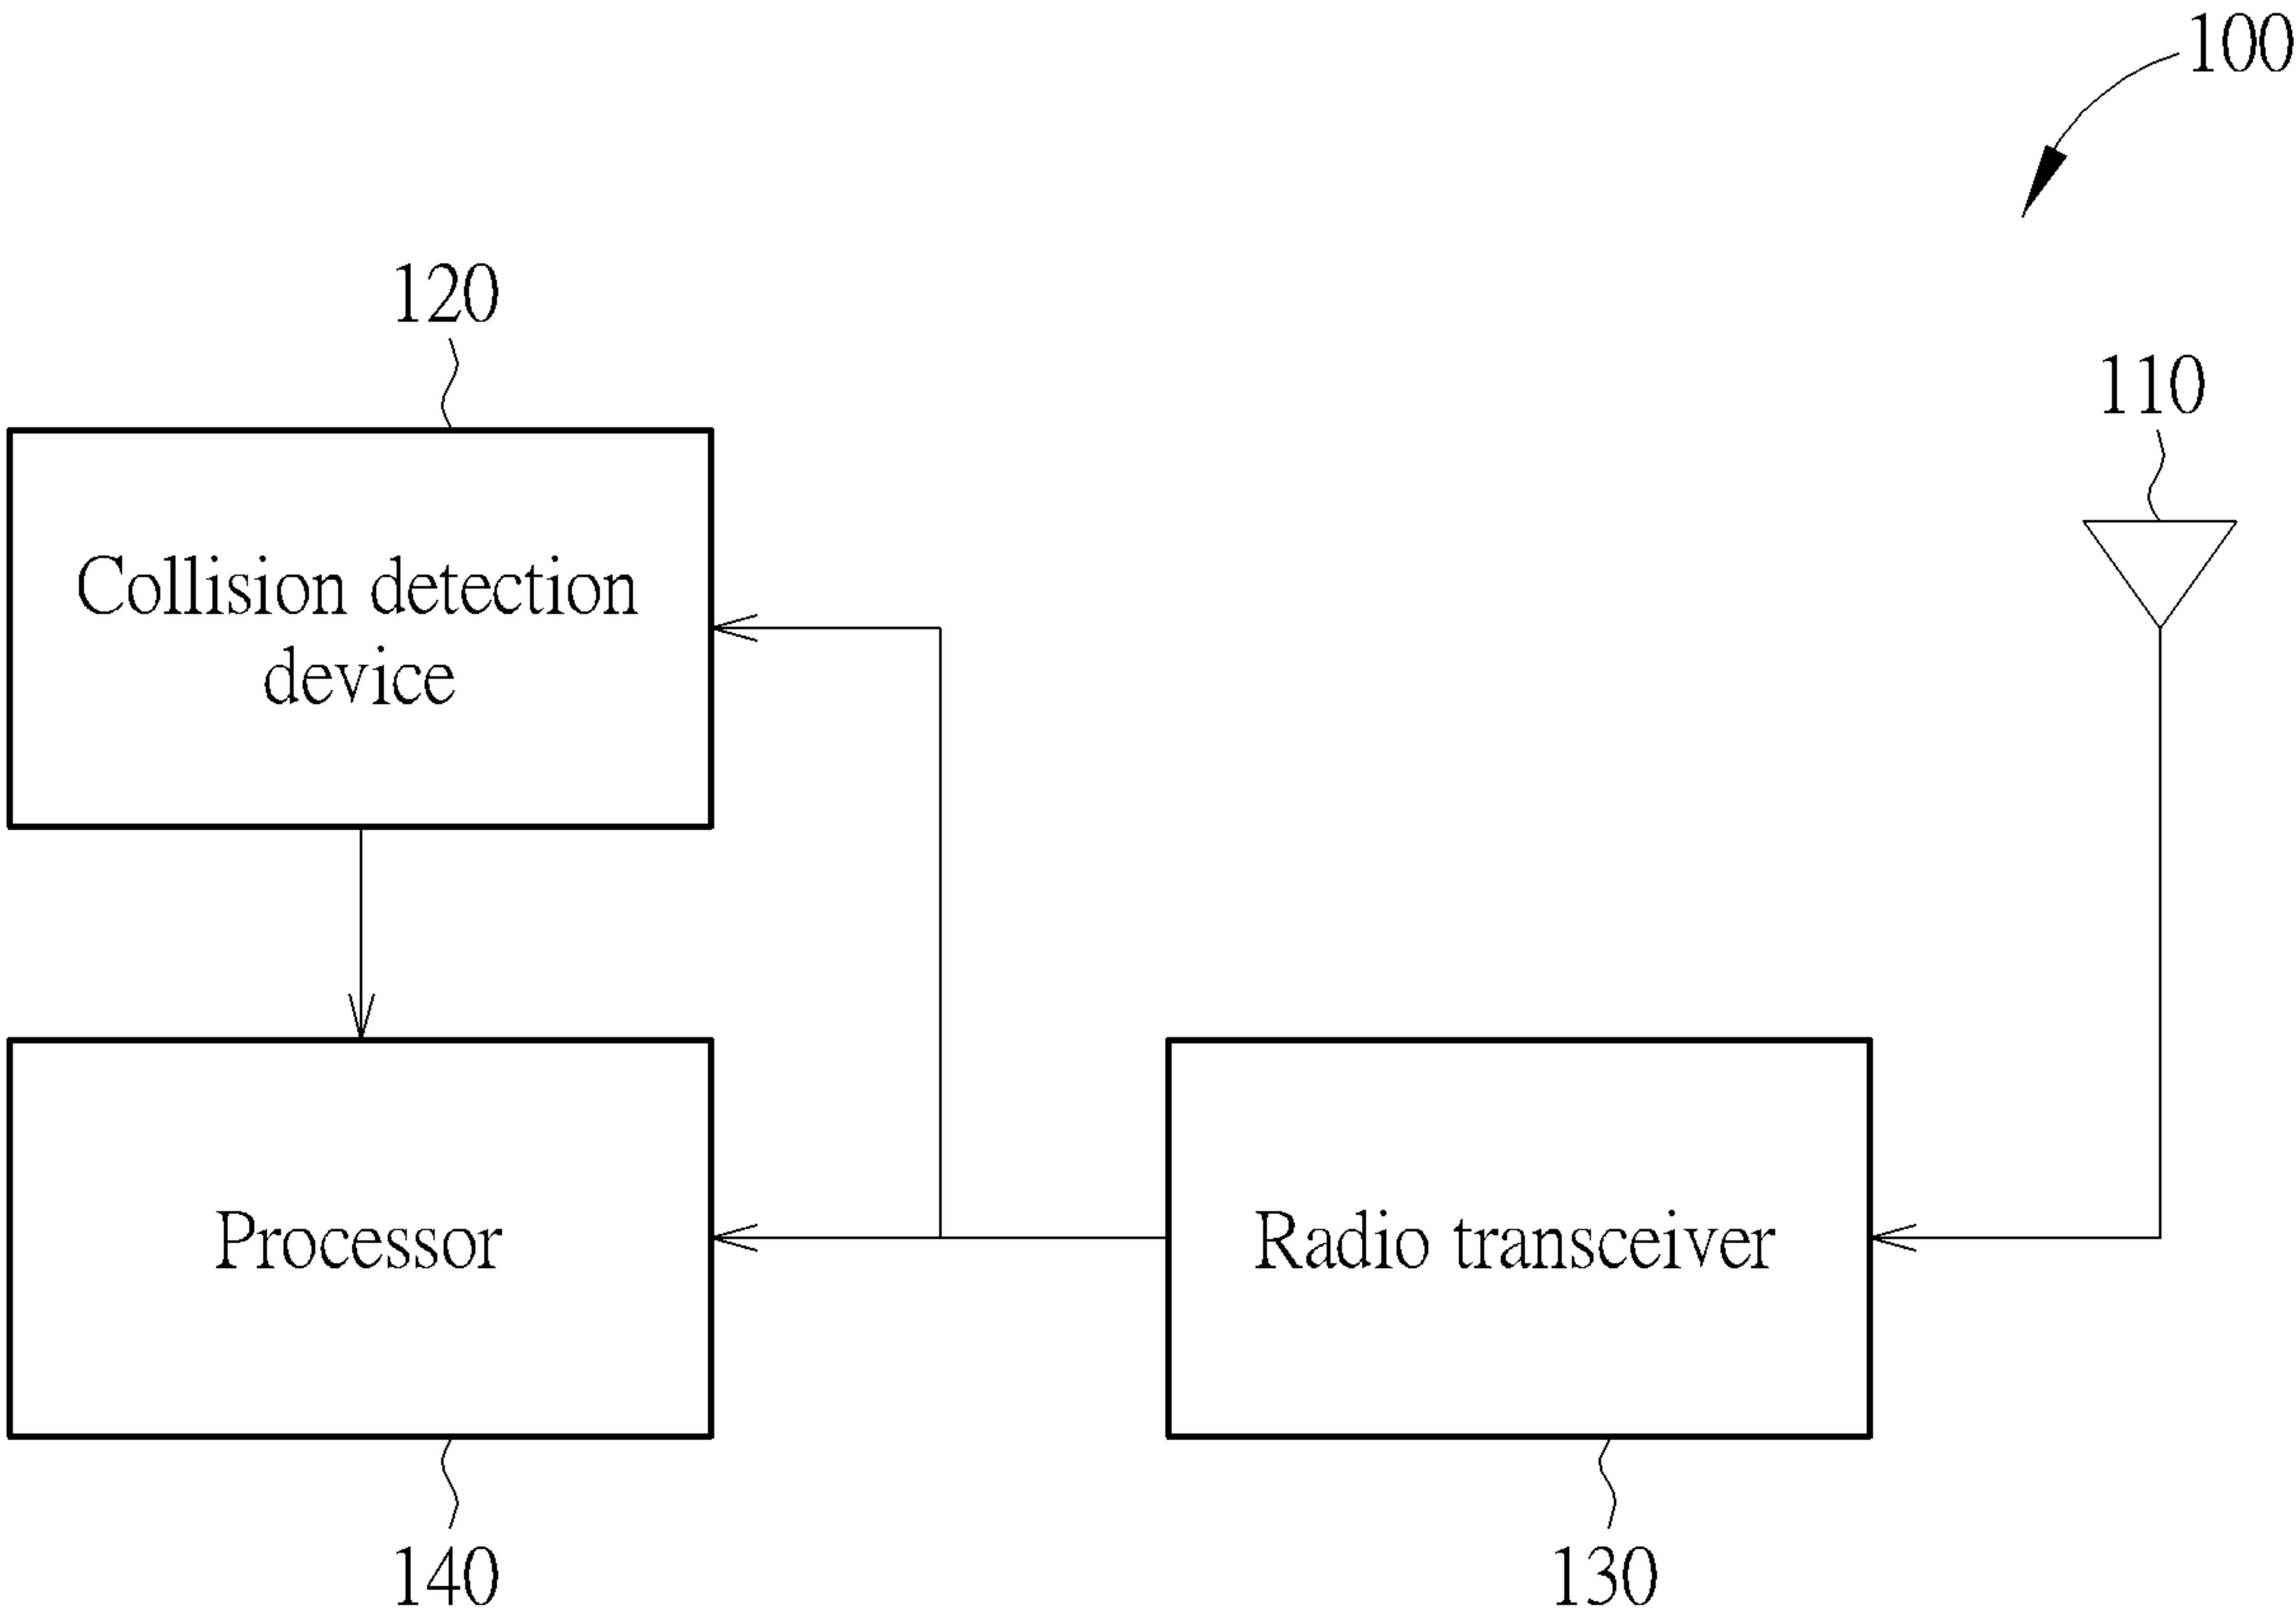 100
120
110
Collision detection
device
Processor
Radio transceiver
140
130